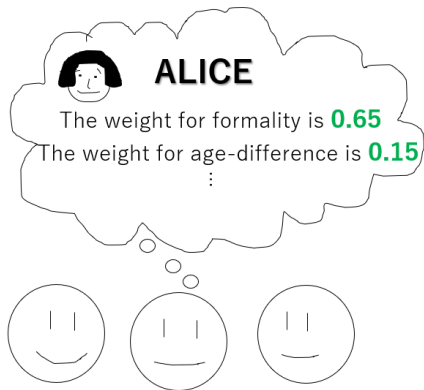 ALICE
The weight for formality is 0.65
The weight for age-difference is 0.15
⋮